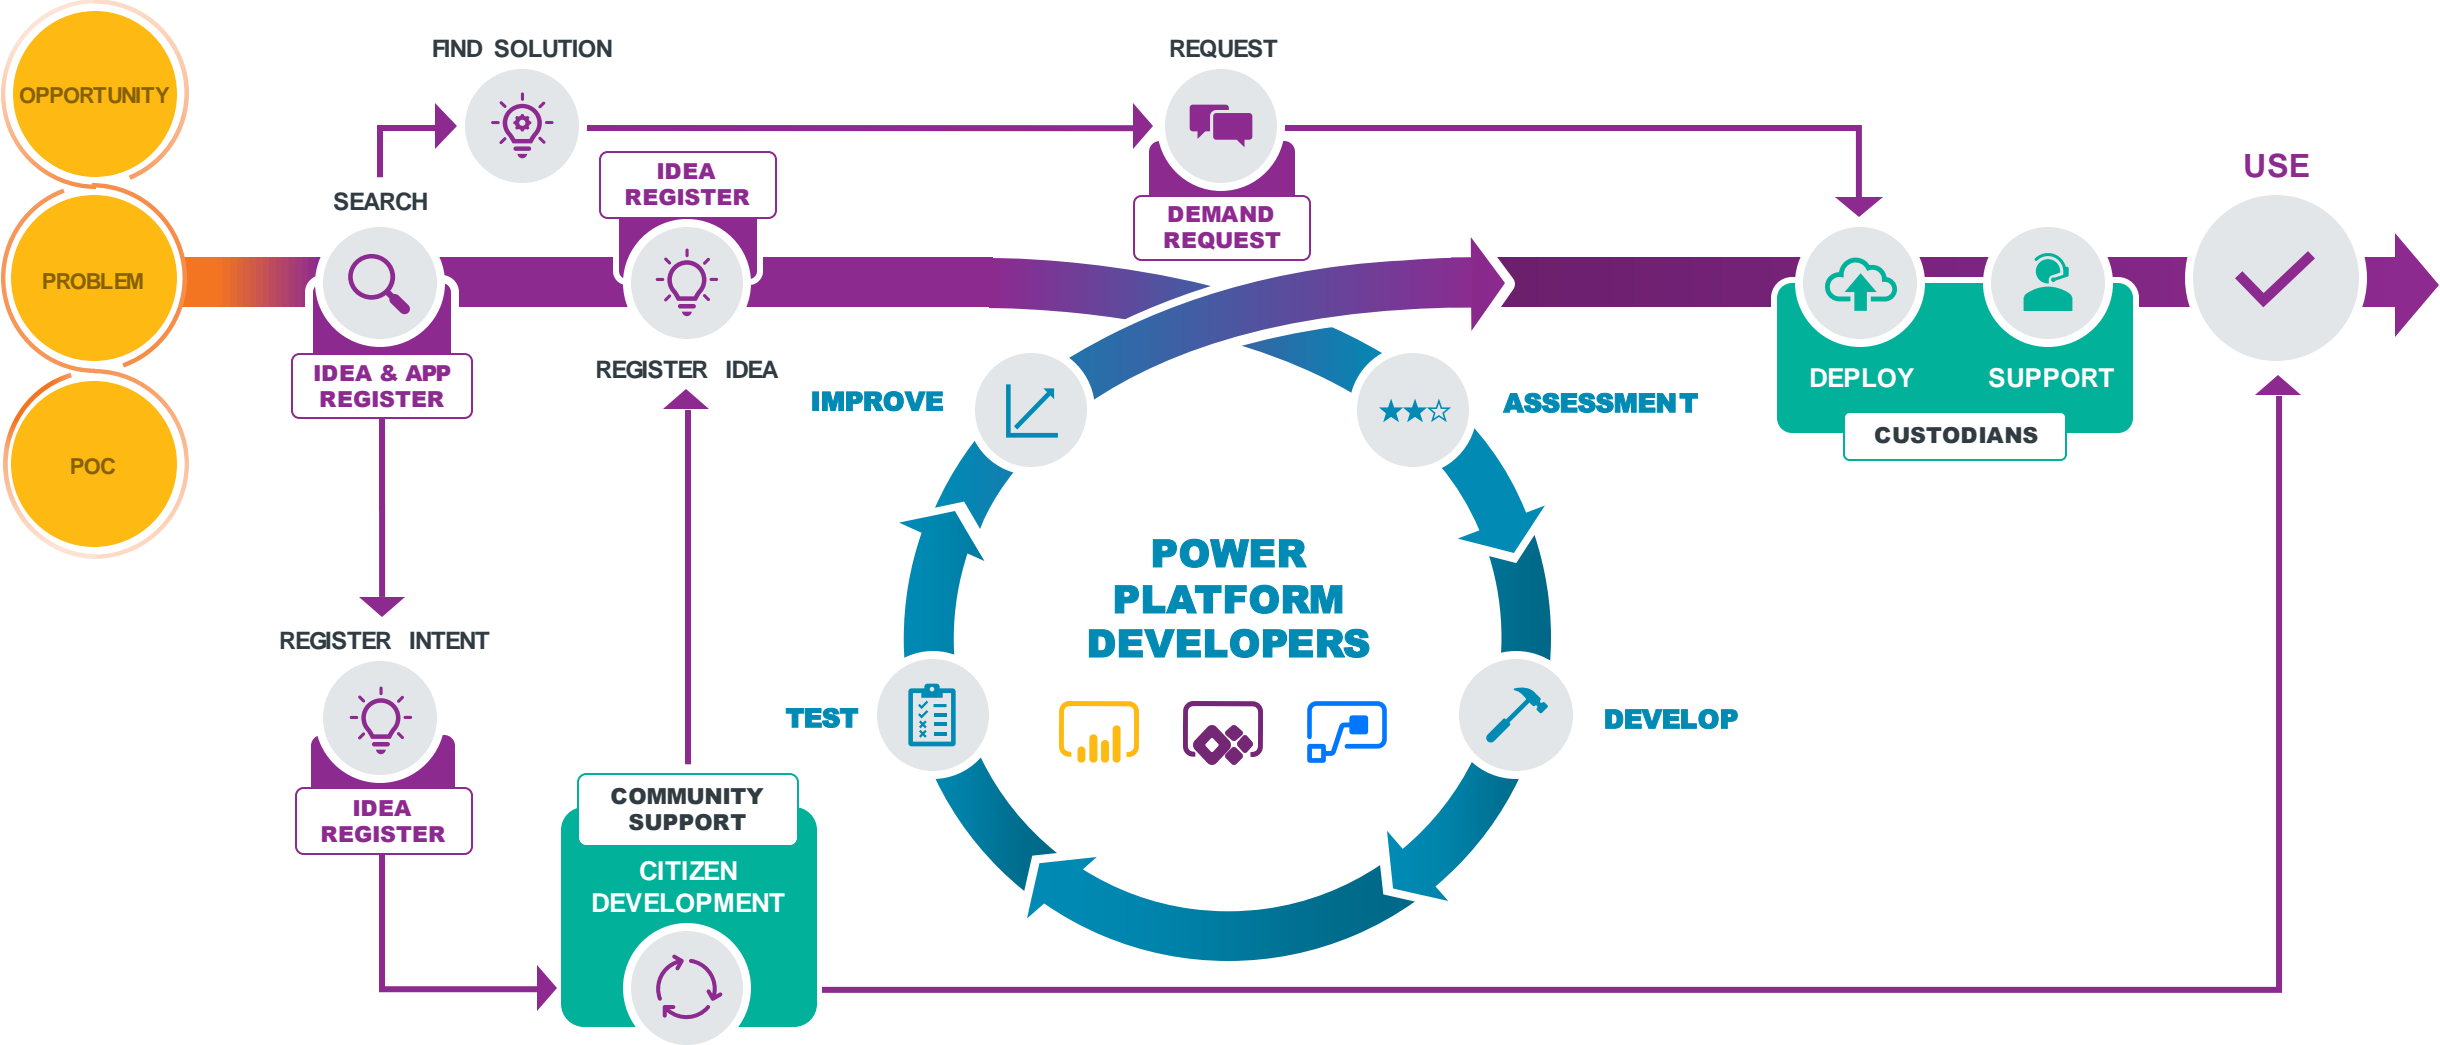 OPPORTUNITY
PROBLEM
POC
FIND SOLUTION
SEARCH
IDEA & APP
REGISTER
IDEA
REGISTER
REGISTER IDEA
REQUEST
DEMAND
REQUEST
REGISTER INTENT
IDEA
REGISTER
COMMUNITY
SUPPORT
CITIZEN
DEVELOPMENT
IMPROVE
ASSESSMENT
TEST
DEVELOP
POWER
PLATFORM
DEVELOPERS
DEPLOY
SUPPORT
CUSTODIANS
USE